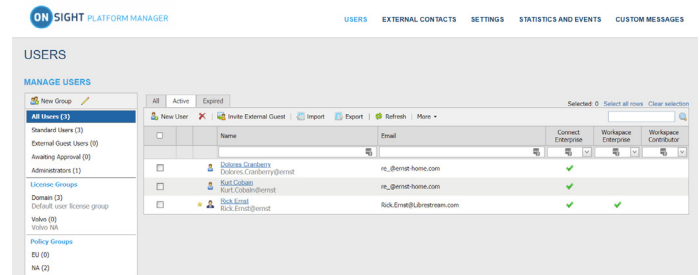 ONSIGHT PLATFORM MANAGER
USERS EXTERNAL CONTACTS SETTINGS STATISTICS AND EVENTS CUSTOM MESSAGES
USERS
MANAGE USERS
New Group
All Users (3)
Standard Users (3)
External Guest Users (0)
Awaiting Approval (0)
Administrators (1)
License Groups
Domain (3)
Default user license group
Volvo (0)
Volvo NA
Policy Groups
EU (0)
NA (2)
All Active Expired
Selected: 0 Select all rows Clear selection
New User Invite External Guest Import Export Refresh More
Name Email Connect Enterprise Workspace Enterprise Workspace Contributor
Dolores Cranberry re_@ernst-home.com
Dolores.Cranberry@ernst
Kurt Cobain re_@ernst-home.com
Kurt.Cobain@ernst
Rick Ernst Rick.Ernst@Librestream.com
Rick.Ernst@ernst